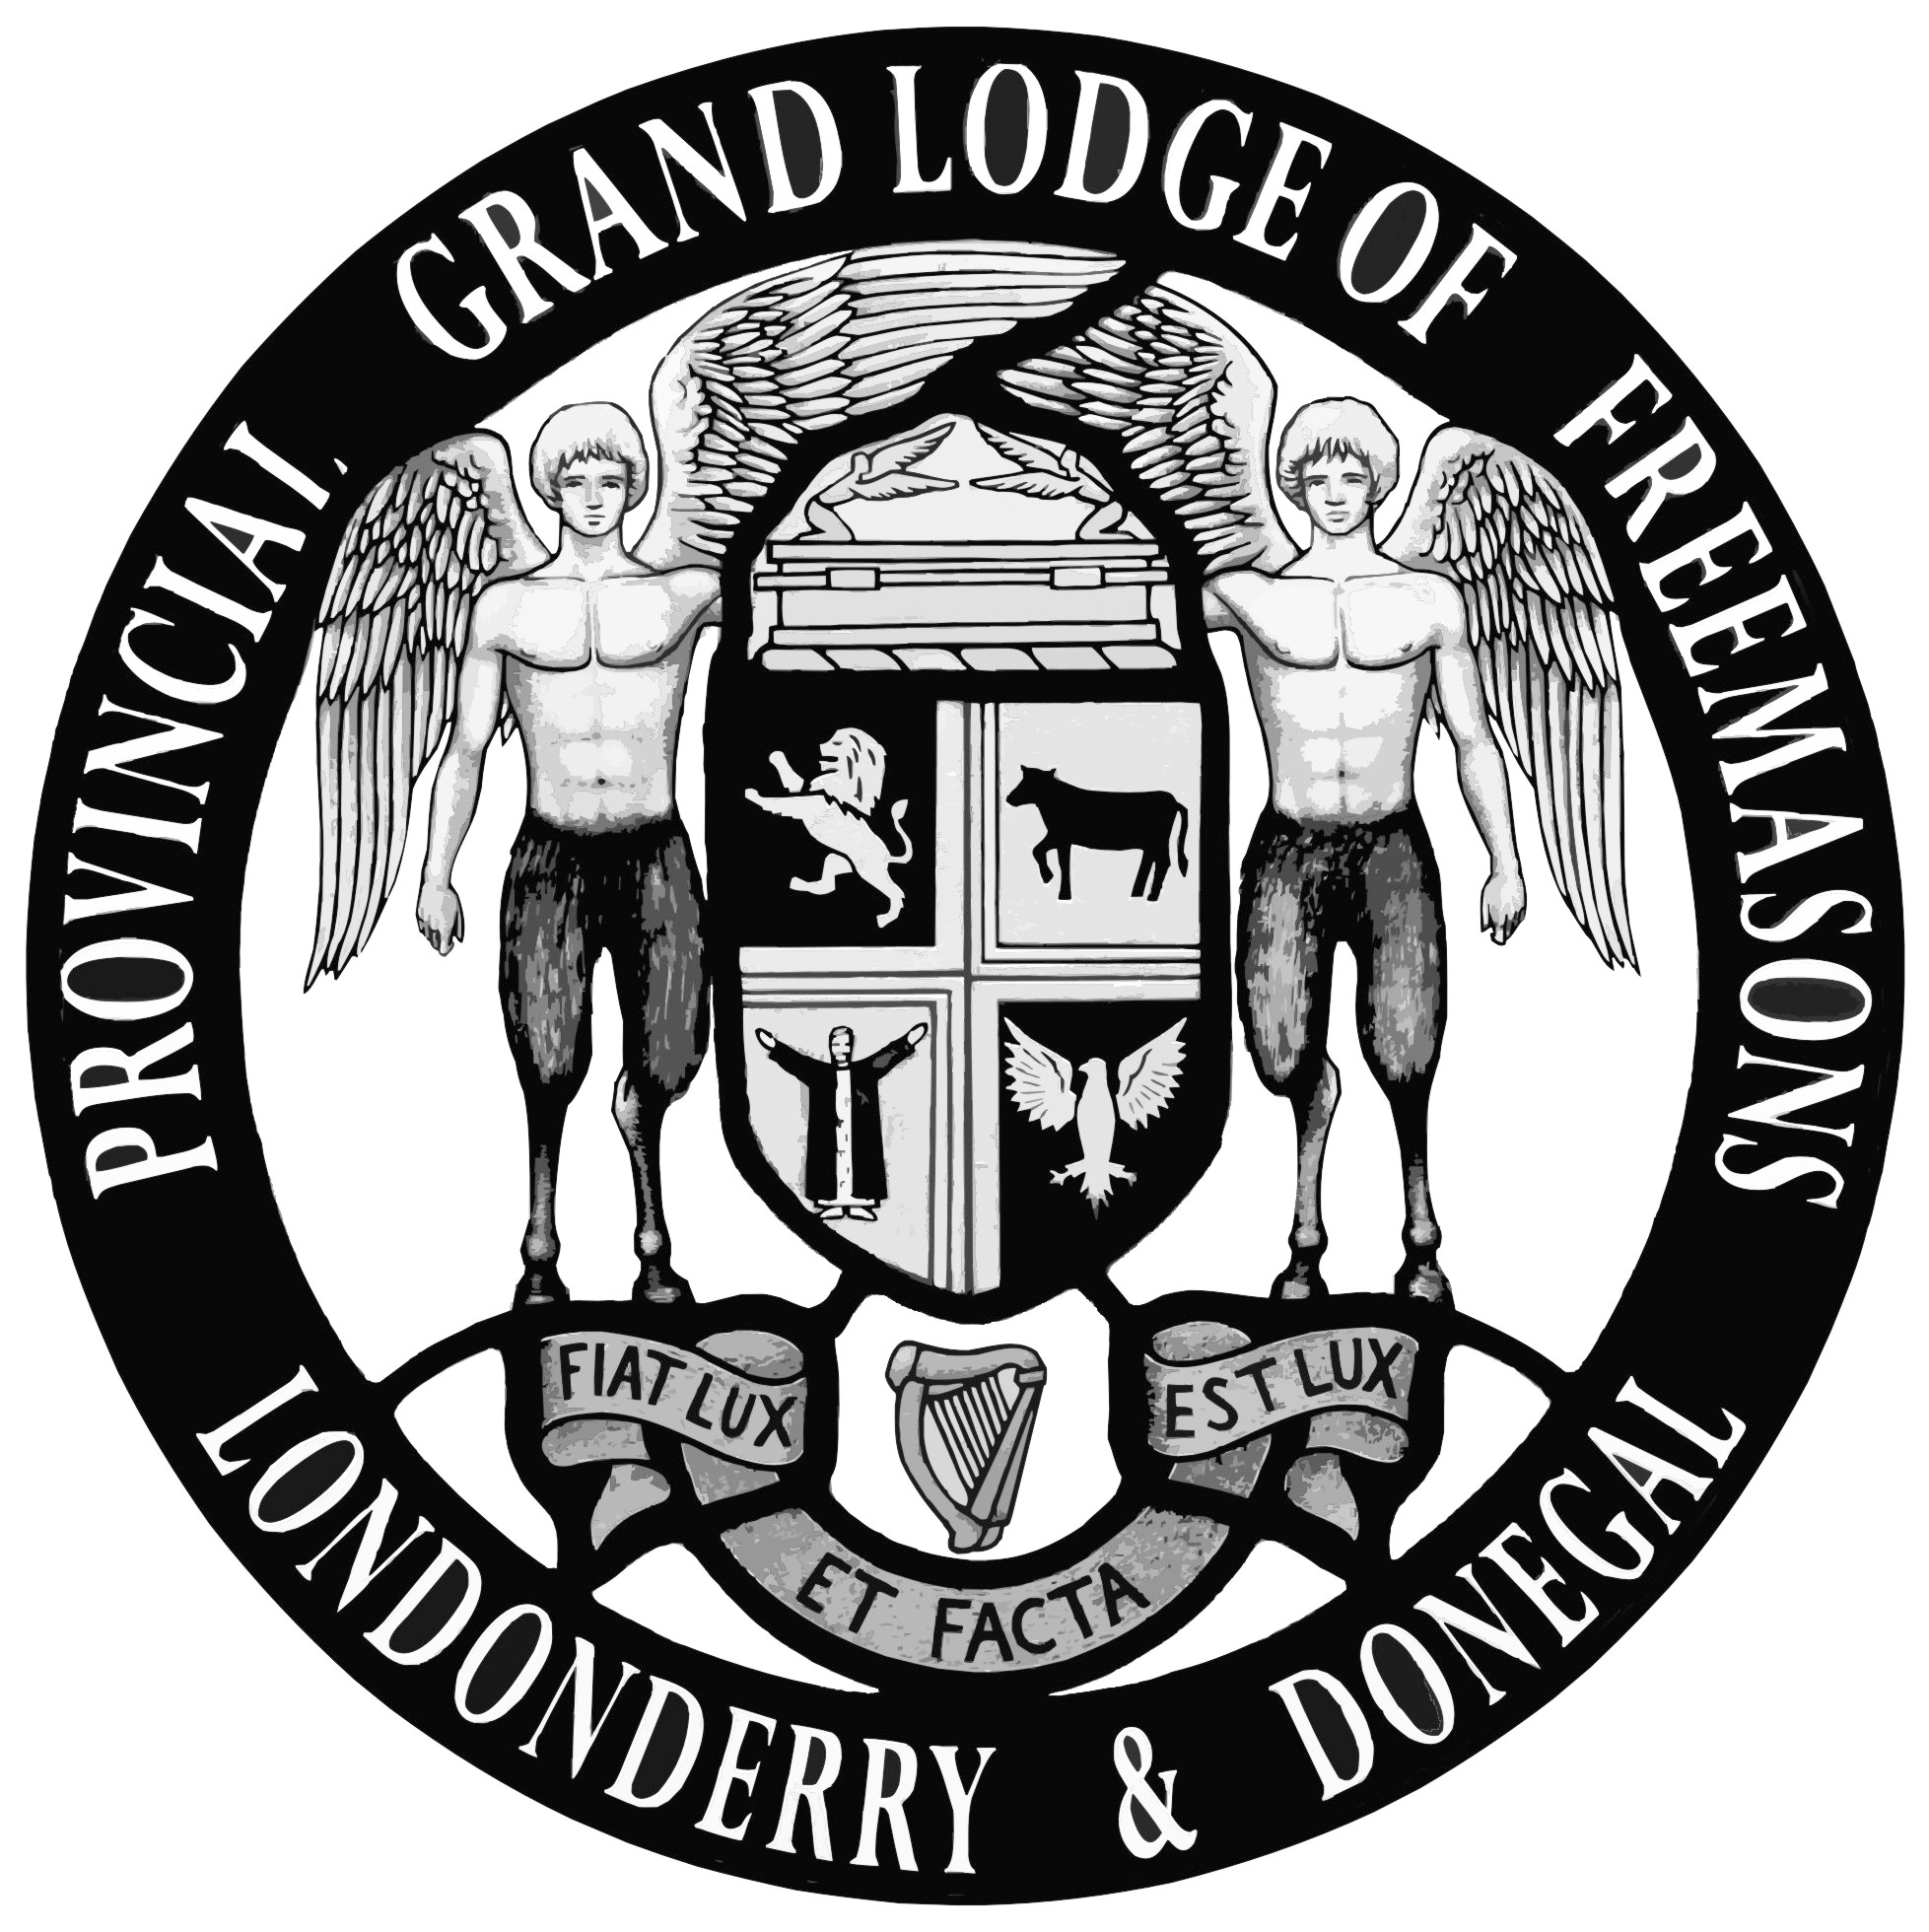 PROVINCIAL GRAND LODGE OF FREEMASONS
FIAT LUX
ET FACTA
EST LUX
LONDONDERRY & DONEGAL